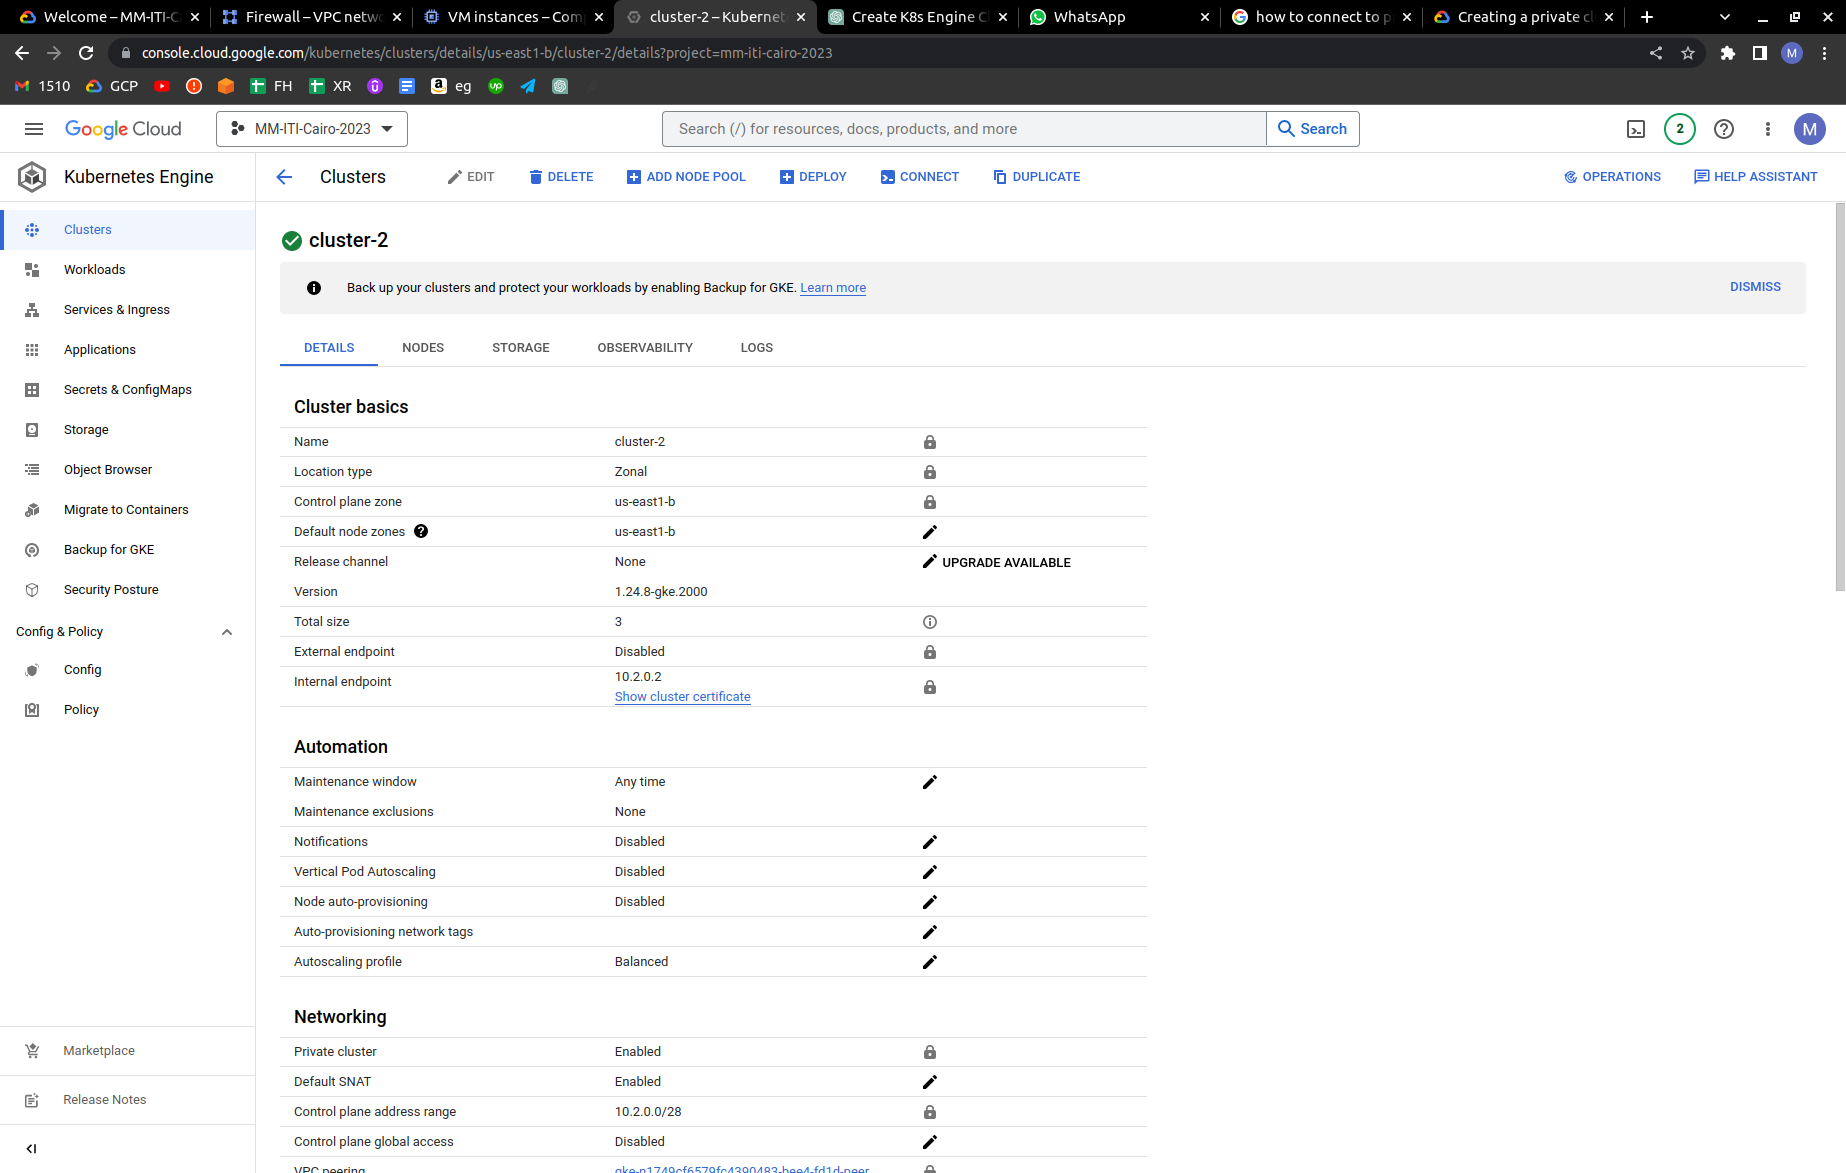 Welcome – MM-ITI-C
Firewall – VPC netw
VM instances – Com
cluster-2 – Kubernet
Create K8s Engine C
WhatsApp
how to connect to p
Creating a private cl
console.cloud.google.com/kubernetes/clusters/details/us-east1-b/cluster-2/details?project=mm-iti-cairo-2023
M
1510
GCP
FH
XR
eg
Google Cloud
MM-ITI-Cairo-2023
Search (/) for resources, docs, products, and more
Search
2
M
Kubernetes Engine
Clusters
EDIT
DELETE
ADD NODE POOL
DEPLOY
CONNECT
DUPLICATE
OPERATIONS
HELP ASSISTANT
Clusters
Workloads
Services & Ingress
Applications
Secrets & ConfigMaps
Storage
Object Browser
Migrate to Containers
Backup for GKE
Security Posture
Config & Policy
Config
Policy
Marketplace
Release Notes
cluster-2
Back up your clusters and protect your workloads by enabling Backup for GKE. Learn more
DISMISS
DETAILS
NODES
STORAGE
OBSERVABILITY
LOGS
Cluster basics
Name cluster-2
Location type Zonal
Control plane zone us-east1-b
Default node zones us-east1-b
Release channel None UPGRADE AVAILABLE
Version 1.24.8-gke.2000
Total size 3
External endpoint Disabled
Internal endpoint 10.2.0.2
Show cluster certificate
Automation
Maintenance window Any time
Maintenance exclusions None
Notifications Disabled
Vertical Pod Autoscaling Disabled
Node auto-provisioning Disabled
Auto-provisioning network tags
Autoscaling profile Balanced
Networking
Private cluster Enabled
Default SNAT Enabled
Control plane address range 10.2.0.0/28
Control plane global access Disabled
VPC peering gke-n1749cf6579fc4390483-bee4-fd1d-peer